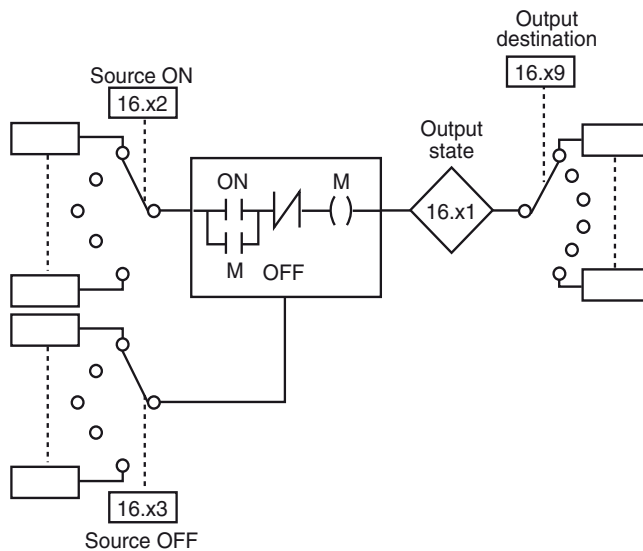 Output
destination
16.x9
Source ON
16.x2
Output
state
ON
M
16.x1
M
OFF
16.x3
Source OFF